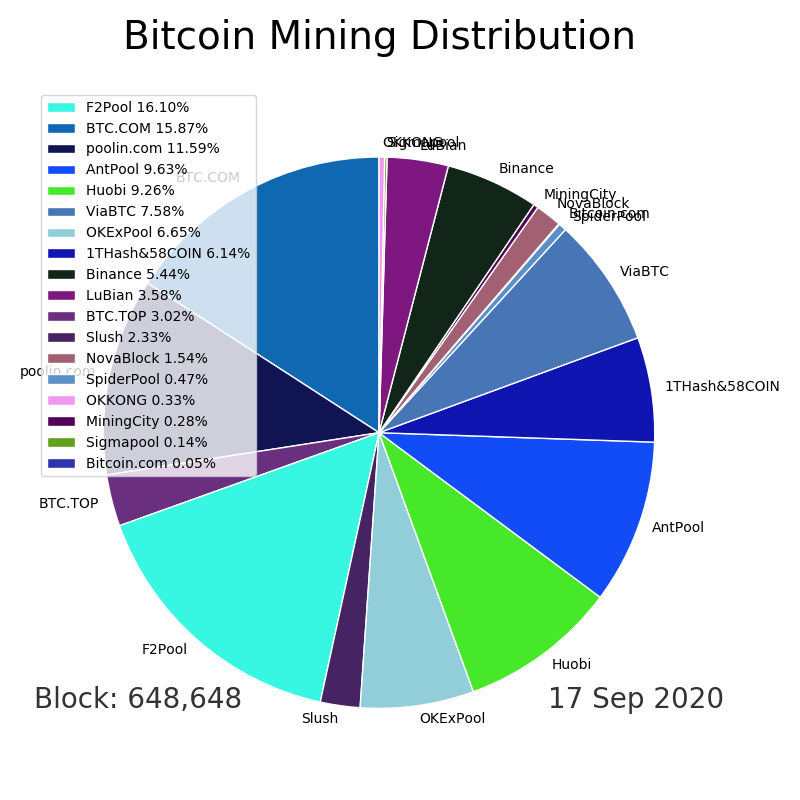 Bitcoin Mining Distribution
F2Pool 16.10%
BTC.COM 15.87%
poolin.com 11.59%
AntPool 9.63%
Huobi 9.26%
ViaBTC 7.58%
OKExPool 6.65%
1THash&58COIN 6.14%
Binance 5.44%
LuBian 3.58%
BTC.TOP 3.02%
Slush 2.33%
NovaBlock 1.54%
SpiderPool 0.47%
OKKONG 0.33%
MiningCity 0.28%
Sigmapool 0.14%
Bitcoin.com 0.05%
OKKONG
Sigmapool
LuBian
Binance
MiningCity
NovaBlock
Bitcoin.com
SpiderPool
ViaBTC
1THash&58COIN
AntPool
Huobi
OKExPool
Slush
F2Pool
BTC.TOP
poolin.com
BTC.COM
Block: 648,648
17 Sep 2020